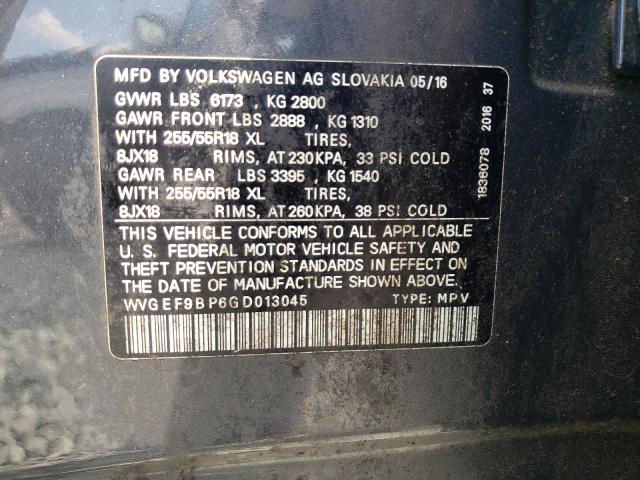 MFD BY VOLKSWAGEN AG SLOVAKIA 05/16
GVWR LBS 6173 , KG 2800
GAWR FRONT LBS 2888 , KG 1310
WITH 255/55R18 XL TIRES,
8JX18 RIMS, AT 230KPA, 33 PSI COLD
GAWR REAR LBS 3395 , KG 1540
WITH 255/55R18 XL TIRES,
8JX18 RIMS, AT 260KPA, 38 PSI COLD
THIS VEHICLE CONFORMS TO ALL APPLICABLE
U. S. FEDERAL MOTOR VEHICLE SAFETY AND
THEFT PREVENTION STANDARDS IN EFFECT ON
THE DATE OF MANUFACTURE SHOWN ABOVE.
WVGEF9BP6GD013045 TYPE: MPV
1836078 2016 37